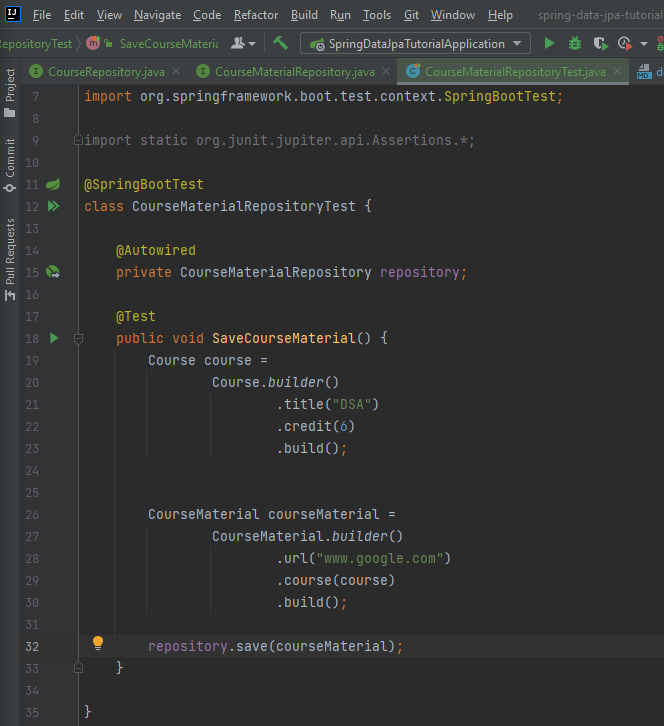 IJ File Edit View Navigate Code Refactor Build Run Tools Git Window Help spring-data-jpa-tutorial
RepositoryTest m SaveCourseMateria SpringDataJpaTutorialApplication
CourseRepository.java CourseMaterialRepository.java CourseMaterialRepositoryTest.java MD d
Project
Commit
Pull Requests
7 import org.springframework.boot.test.context.SpringBootTest;
8
9 import static org.junit.jupiter.api.Assertions.*;
10
11 @SpringBootTest
12 class CourseMaterialRepositoryTest {
13
14 @Autowired
15 private CourseMaterialRepository repository;
16
17 @Test
18 public void SaveCourseMaterial() {
19 Course course =
20 Course.builder()
21 .title("DSA")
22 .credit(6)
23 .build();
24
25
26 CourseMaterial courseMaterial =
27 CourseMaterial.builder()
28 .url("www.google.com")
29 .course(course)
30 .build();
31
32 repository.save(courseMaterial);
33 }
34
35 }